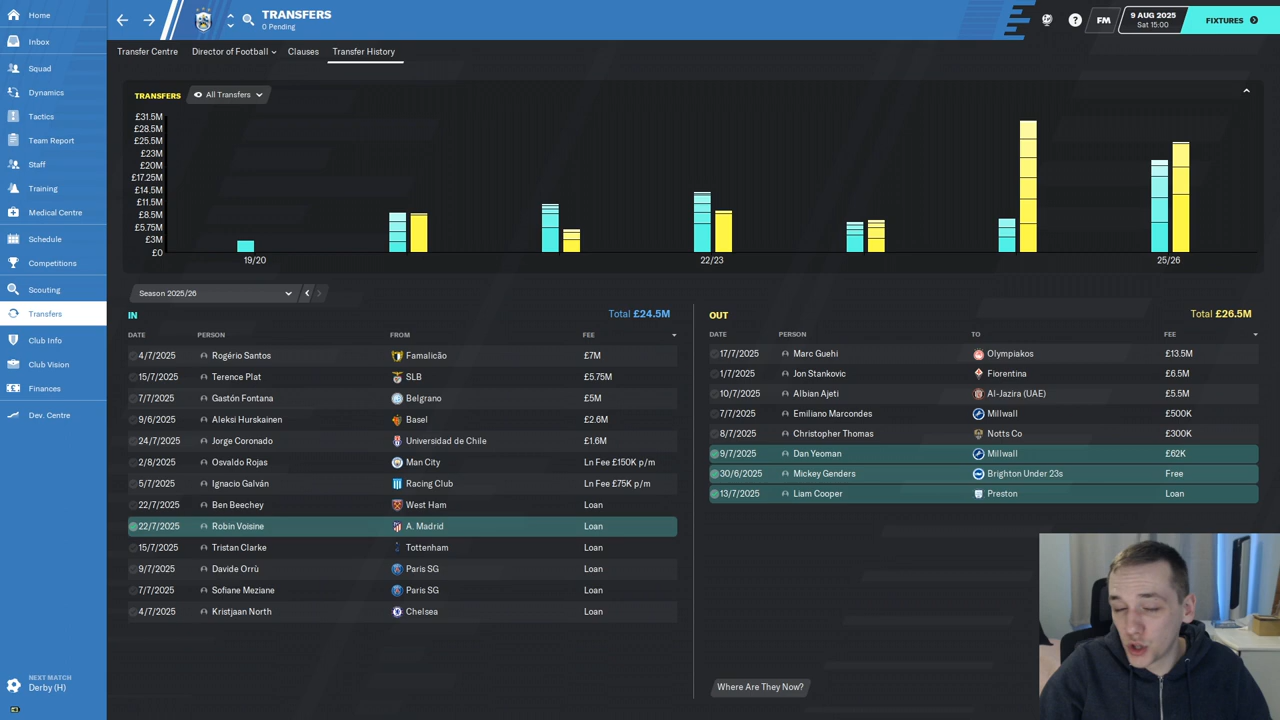 TRANSFERS
0 Pending
FM
9 AUG 2025
Sat 15:00
FIXTURES
Home
Inbox
Squad
Dynamics
Tactics
Team Report
Staff
Training
Medical Centre
Schedule
Competitions
Scouting
Transfers
Club Info
Club Vision
Finances
Dev. Centre
NEXT MATCH
Derby (H)
Transfer Centre Director of Football Clauses Transfer History
TRANSFERS All Transfers
£31.5M
£28.5M
£25.5M
£23M
£20M
£17.25M
£14.5M
£11.5M
£8.5M
£5.75M
£3M
£0
19/20 22/23 25/26
Season 2025/26
IN Total £24.5M
DATE PERSON FROM FEE
4/7/2025 Rogério Santos Famalicão £7M
15/7/2025 Terence Plat SLB £5.75M
7/7/2025 Gastón Fontana Belgrano £5M
9/6/2025 Aleksi Hurskainen Basel £2.6M
24/7/2025 Jorge Coronado Universidad de Chile £1.6M
2/8/2025 Osvaldo Rojas Man City Ln Fee £150K p/m
5/7/2025 Ignacio Galván Racing Club Ln Fee £75K p/m
22/7/2025 Ben Beechey West Ham Loan
22/7/2025 Robin Voisine A. Madrid Loan
15/7/2025 Tristan Clarke Tottenham Loan
9/7/2025 Davide Orrù Paris SG Loan
7/7/2025 Sofiane Meziane Paris SG Loan
4/7/2025 Kristjaan North Chelsea Loan
OUT Total £26.5M
DATE PERSON TO FEE
17/7/2025 Marc Guehi Olympiakos £13.5M
1/7/2025 Jon Stankovic Fiorentina £6.5M
10/7/2025 Albian Ajeti Al-Jazira (UAE) £5.5M
7/7/2025 Emiliano Marcondes Millwall £500K
8/7/2025 Christopher Thomas Notts Co £300K
9/7/2025 Dan Yeoman Millwall £62K
30/6/2025 Mickey Genders Brighton Under 23s Free
13/7/2025 Liam Cooper Preston Loan
Where Are They Now?